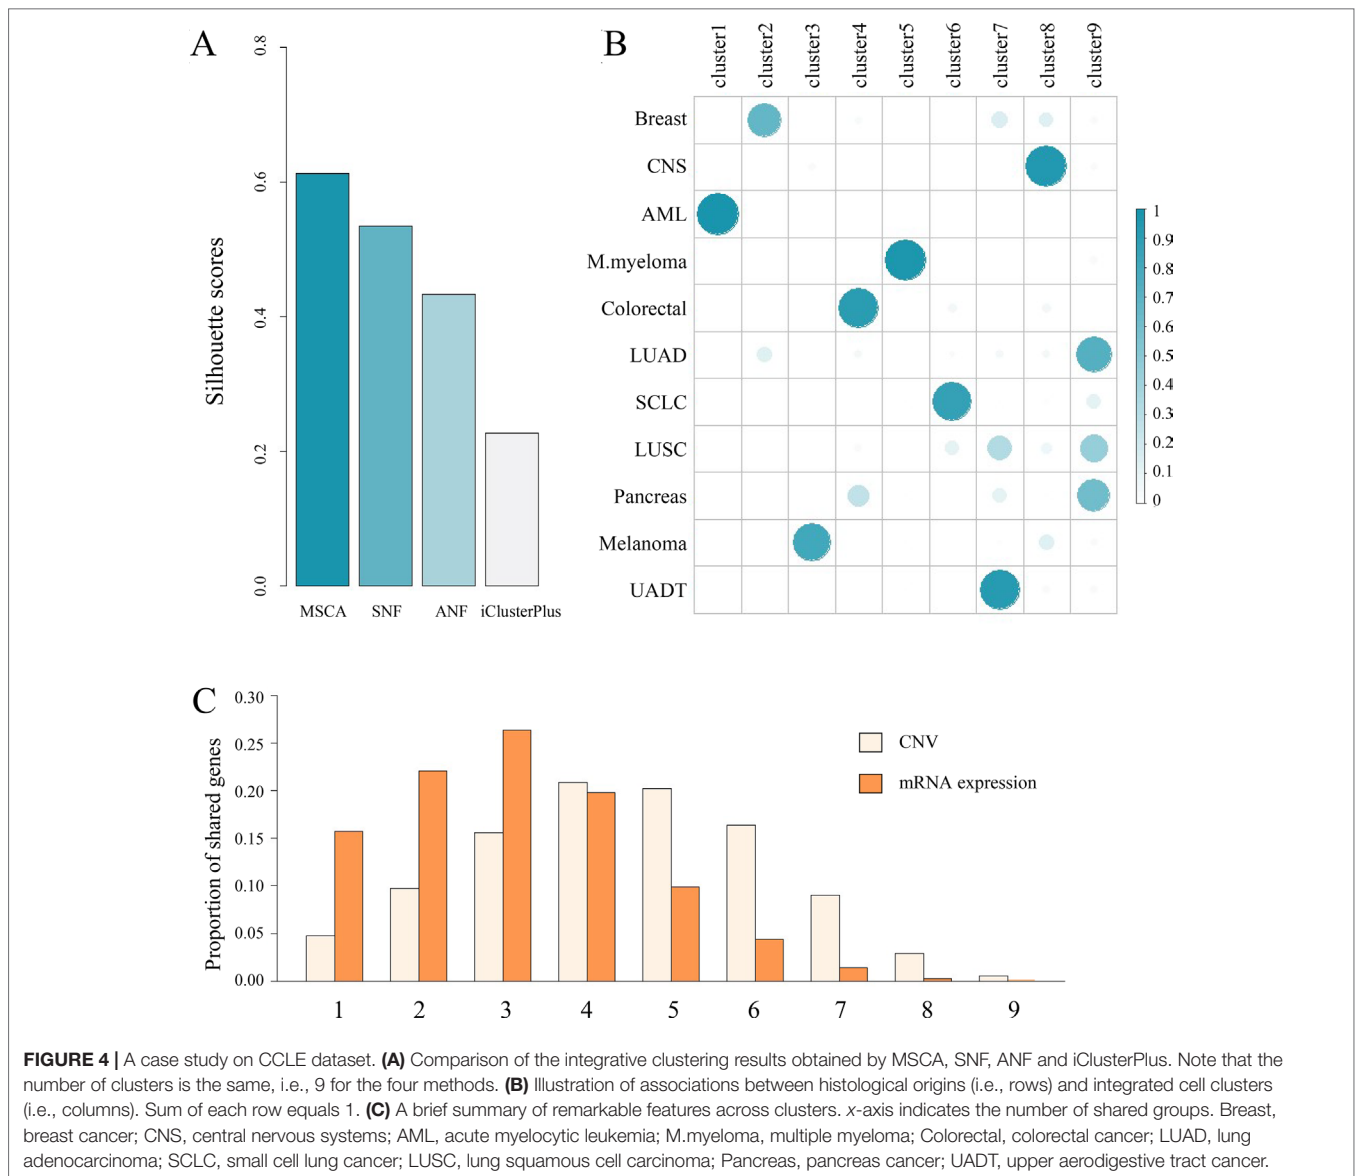 A
0.8
0.6
0.4
0.2
0.0
Silhouette scores
MSCA SNF ANF iClusterPlus
B
cluster1 cluster2 cluster3 cluster4 cluster5 cluster6 cluster7 cluster8 cluster9
Breast
CNS
AML
M.myeloma
Colorectal
LUAD
SCLC
LUSC
Pancreas
Melanoma
UADT
1
0.9
0.8
0.7
0.6
0.5
0.4
0.3
0.2
0.1
0
C
0.30
0.25
0.20
0.15
0.10
0.05
0.00
Proportion of shared genes
CNV
mRNA expression
1 2 3 4 5 6 7 8 9
FIGURE 4 | A case study on CCLE dataset. (A) Comparison of the integrative clustering results obtained by MSCA, SNF, ANF and iClusterPlus. Note that the
number of clusters is the same, i.e., 9 for the four methods. (B) Illustration of associations between histological origins (i.e., rows) and integrated cell clusters
(i.e., columns). Sum of each row equals 1. (C) A brief summary of remarkable features across clusters. x-axis indicates the number of shared groups. Breast,
breast cancer; CNS, central nervous systems; AML, acute myelocytic leukemia; M.myeloma, multiple myeloma; Colorectal, colorectal cancer; LUAD, lung
adenocarcinoma; SCLC, small cell lung cancer; LUSC, lung squamous cell carcinoma; Pancreas, pancreas cancer; UADT, upper aerodigestive tract cancer.